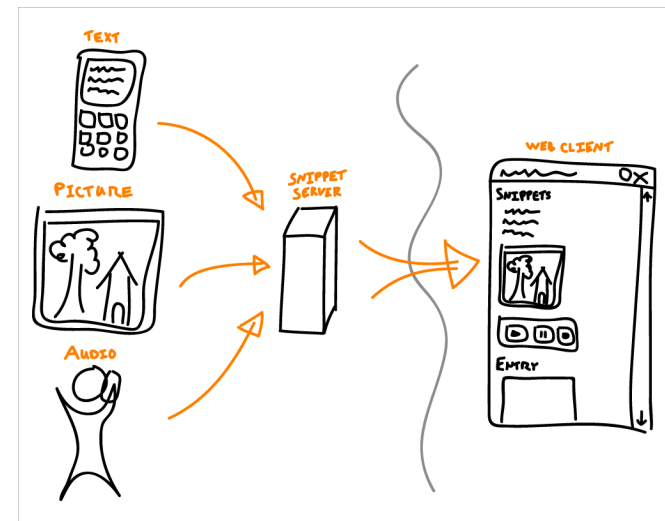 TEXT
PICTURE
AUDIO
SNIPPET
SERVER
WEB CLIENT
SNIPPETS
ENTRY